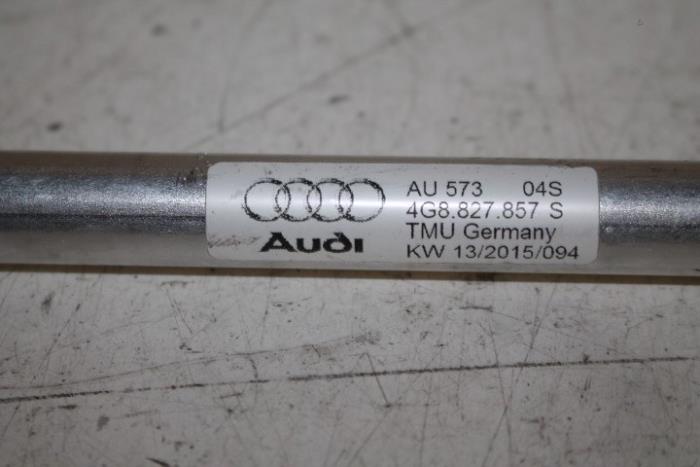 AU 573 04S
4G8.827.857 S
TMU Germany
KW 13/2015/094
Audi